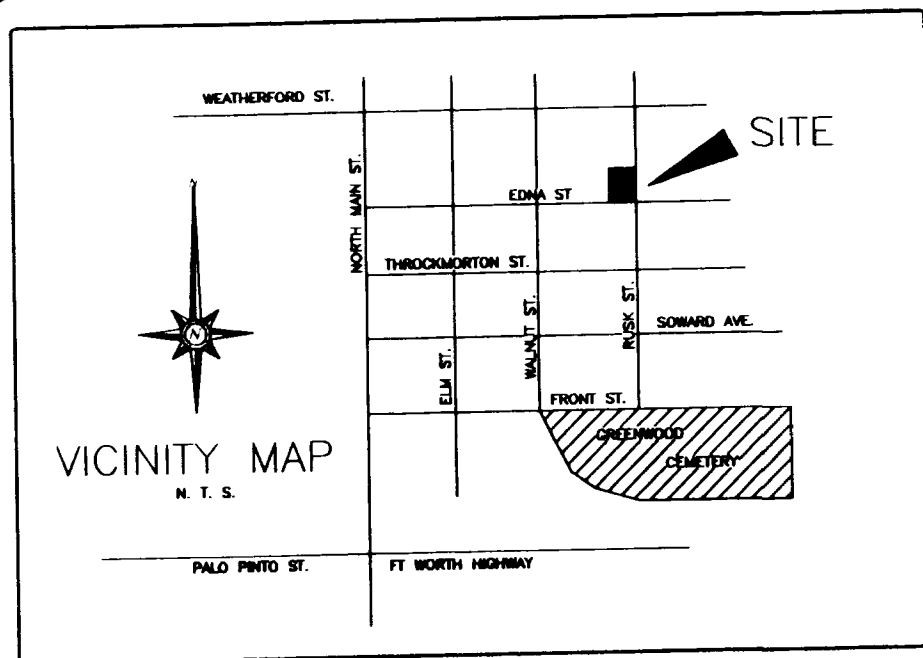 WEATHERFORD ST.
SITE
NORTH MAIN ST.
EDNA ST
THROCKMORTON ST.
N
ELM ST.
WALNUT ST.
RUSK ST.
SOWARD AVE.
FRONT ST.
GREENWOOD
CEMETERY
VICINITY MAP
N. T. S.
PALO PINTO ST.
FT WORTH HIGHWAY